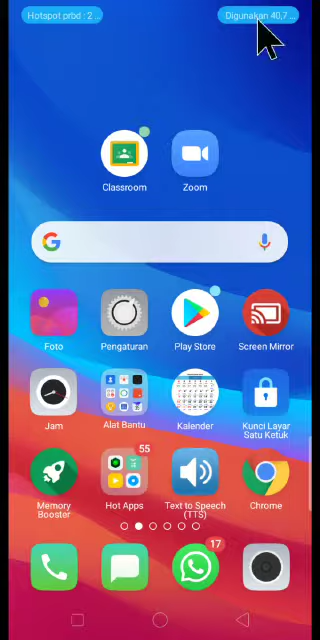 Hotspot prbd : 2 ...
Digunakan 40,7 ...
Classroom
Zoom
Foto
Pengaturan
Play Store
Screen Mirror
Jam
Alat Bantu
Kalender
Kunci Layar
Satu Ketuk
55
Memory
Booster
Hot Apps
Text to Speech
(TTS)
Chrome
17